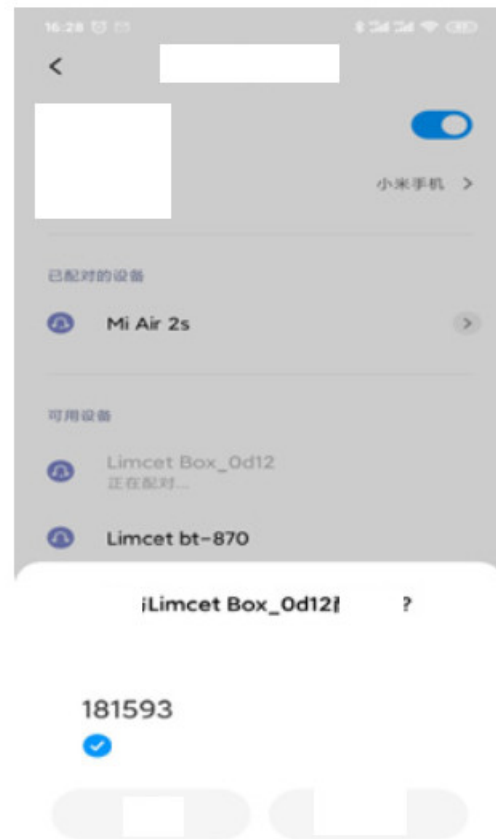 16:28
小米手机
已配对的设备
Mi Air 2s
可用设备
Limcet Box_0d12
正在配对...
Limcet bt-870
Limcet Box_0d12 ?
181593